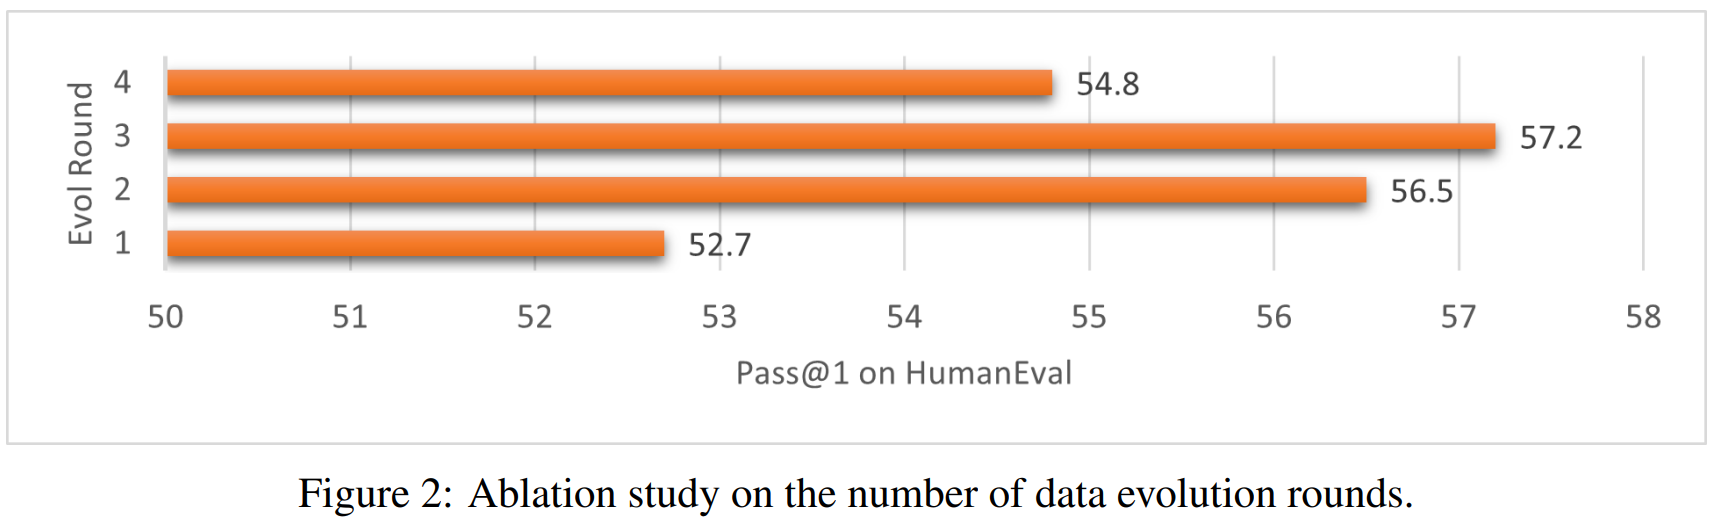 Evol Round
4
54.8
3
57.2
2
56.5
1
52.7
50 51 52 53 54 55 56 57 58
Pass@1 on HumanEval
Figure 2: Ablation study on the number of data evolution rounds.